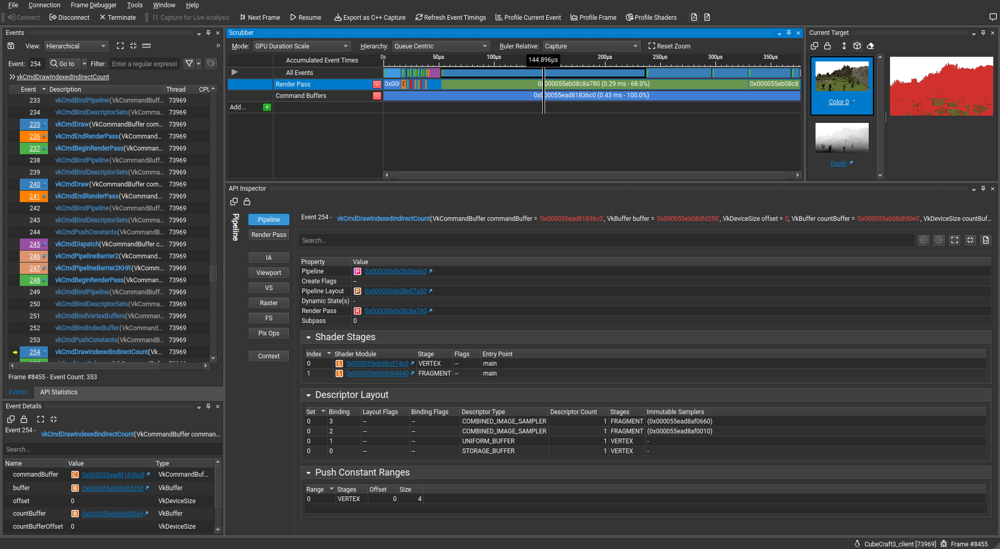 File Connection Frame Debugger Tools Window Help
Connect Disconnect Terminate Capture for Live Analysis Next Frame Resume Export as C++ Capture Refresh Event Timings Profile Current Event Profile Frame Profile Shaders
Events
View: Hierarchical
Event: 254 Go to Filter: Enter a regular expressi
vkCmdDrawIndexedIndirectCount
Event Description Thread CPU
233 vkCmdBindPipeline(VkCommandBuff... 73969
234 vkCmdBindDescriptorSets(VkComma... 73969
235 vkCmdDraw(VkCommandBuffer com... 73969
236 vkCmdEndRenderPass(VkCommand... 73969
237 vkCmdBeginRenderPass(VkComman... 73969
238 vkCmdBindPipeline(VkCommandBuff... 73969
239 vkCmdBindDescriptorSets(VkComma... 73969
240 vkCmdDraw(VkCommandBuffer com... 73969
241 vkCmdEndRenderPass(VkCommand... 73969
242 vkCmdBindPipeline(VkCommandBuff... 73969
243 vkCmdBindDescriptorSets(VkComma... 73969
244 vkCmdPushConstants(VkCommandB... 73969
245 vkCmdDispatch(VkCommandBuffer c... 73969
246 vkCmdPipelineBarrier2(VkCommand... 73969
247 vkCmdPipelineBarrier2KHR(VkComm... 73969
248 vkCmdBeginRenderPass(VkComman... 73969
249 vkCmdBindPipeline(VkCommandBuff... 73969
250 vkCmdBindDescriptorSets(VkComma... 73969
251 vkCmdBindVertexBuffers(VkComman... 73969
252 vkCmdBindIndexBuffer(VkCommand... 73969
253 vkCmdPushConstants(VkCommandB... 73969
254 vkCmdDrawIndexedIndirectCount(Vk... 73969
Frame #8455 - Event Count: 353
Events API Statistics
Event Details
Event 254 - vkCmdDrawIndexedIndirectCount(VkCommandBuffer comman...
Search...
Name Value Type
commandBuffer C 0x000055ead81836c0 VkCommandBuf...
buffer B 0x000055eb08dfd250 VkBuffer
offset 0 VkDeviceSize
countBuffer B 0x000055eb08dfd0e0 VkBuffer
countBufferOffset 0 VkDeviceSize
Scrubber
Mode: GPU Duration Scale Hierarchy: Queue Centric Ruler Relative: Capture Reset Zoom
Accumulated Event Times 0s 50µs 100µs 144.896µs 200µs 250µs 300µs 350µs
All Events
Render Pass - 0x000 0x000055eb08c8a780 (0.29 ms - 68.0%) 0x000055eb08c8
Command Buffers - 0x000055ead81836c0 (0.43 ms - 100.0%)
Add... +
Current Target
Color 0
Depth
API Inspector
Pipeline
Pipeline
Render Pass
IA
Viewport
VS
Raster
FS
Pix Ops
Context
Event 254 - vkCmdDrawIndexedIndirectCount(VkCommandBuffer commandBuffer = '0x000055ead81836c0', VkBuffer buffer = '0x000055eb08dfd250', VkDeviceSize offset = 0, VkBuffer countBuffer = '0x000055eb08dfd0e0', VkDeviceSize countBuf...
Search...
Property Value
Pipeline P 0x000055eb08d3ea60
Create Flags --
Pipeline Layout P 0x000055eb08e07a50
Dynamic State(s) -
Render Pass R 0x000055eb08c8a780
Subpass 0
Shader Stages
Index Shader Module Stage Flags Entry Point
0 S 0x000055eb08cd74c0 VERTEX -- main
1 S 0x000055eb08cb4440 FRAGMENT -- main
Descriptor Layout
Set Binding Layout Flags Binding Flags Descriptor Type Descriptor Count Stages Immutable Samplers
0 3 -- -- COMBINED_IMAGE_SAMPLER 1 FRAGMENT (0x000055ead8af0660)
0 2 -- -- COMBINED_IMAGE_SAMPLER 1 FRAGMENT (0x000055ead8af0010)
0 1 -- -- UNIFORM_BUFFER 1 VERTEX -
0 0 -- -- STORAGE_BUFFER 1 VERTEX -
Push Constant Ranges
Range Stages Offset Size
0 VERTEX 0 4
CubeCraft3_client [73969] Frame #8455